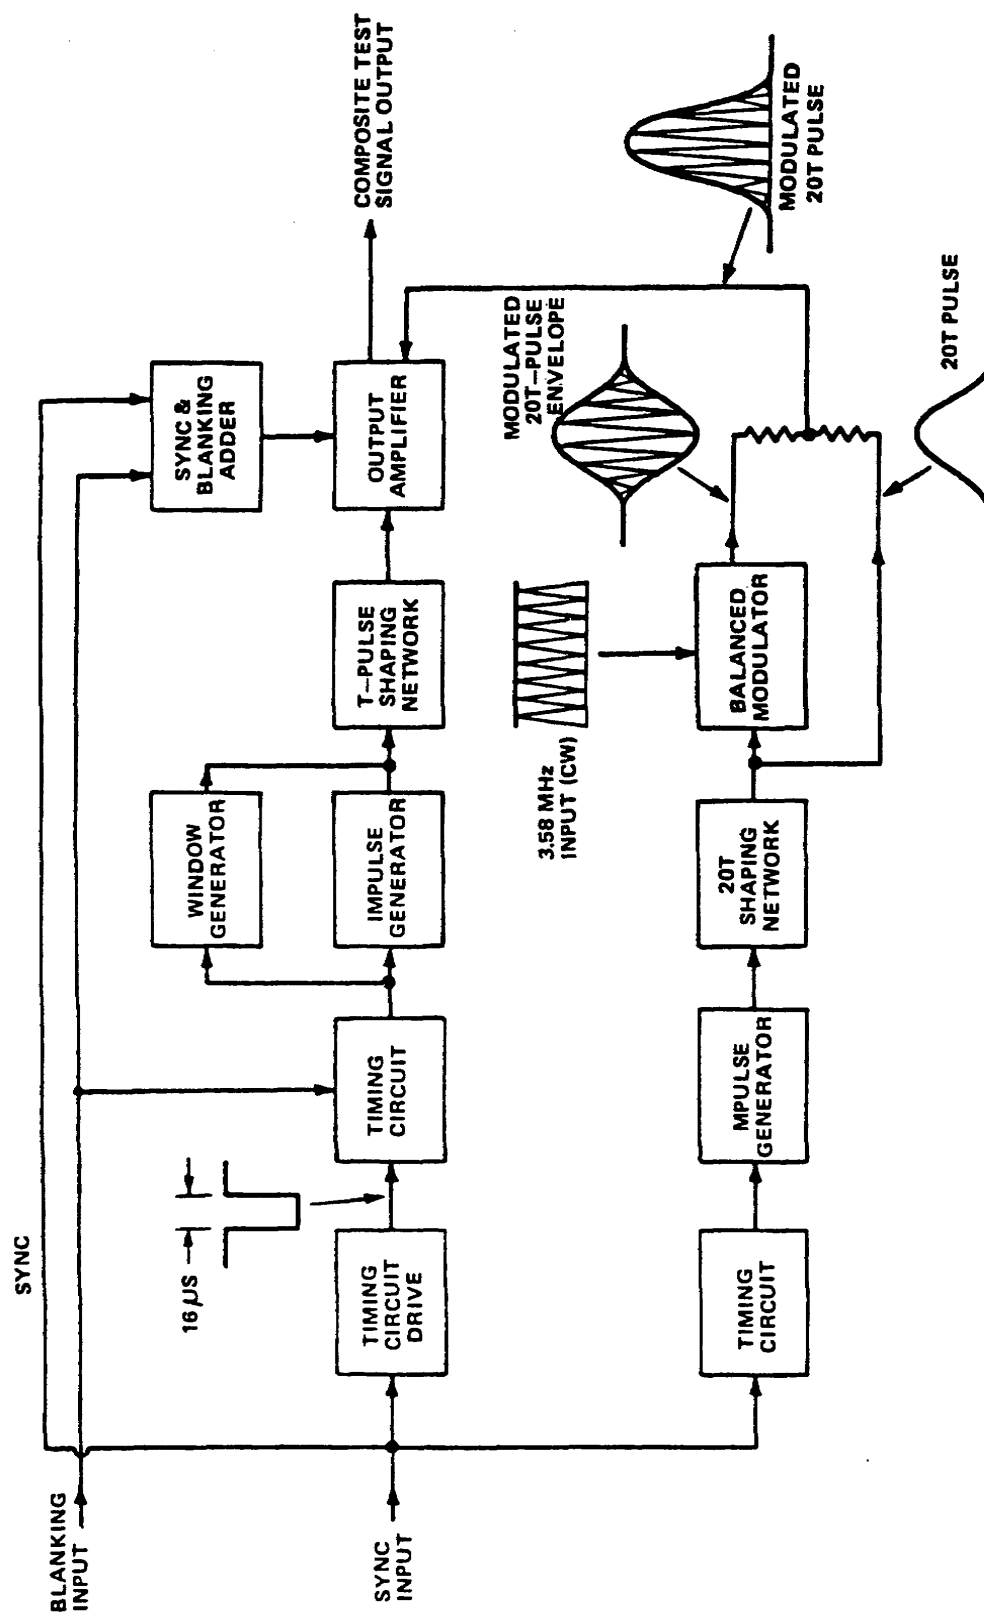 BLANKING
INPUT
SYNC
INPUT
SYNC
16 µS
TIMING
CIRCUIT
DRIVE
TIMING
CIRCUIT
WINDOW
GENERATOR
IMPULSE
GENERATOR
T-PULSE
SHAPING
NETWORK
SYNC &
BLANKING
ADDER
OUTPUT
AMPLIFIER
COMPOSITE TEST
SIGNAL OUTPUT
TIMING
CIRCUIT
MPULSE
GENERATOR
20T
SHAPING
NETWORK
3.58 MHz
INPUT (CW)
BALANCED
MODULATOR
MODULATED
20T-PULSE
ENVELOPE
MODULATED
20T PULSE
20T PULSE